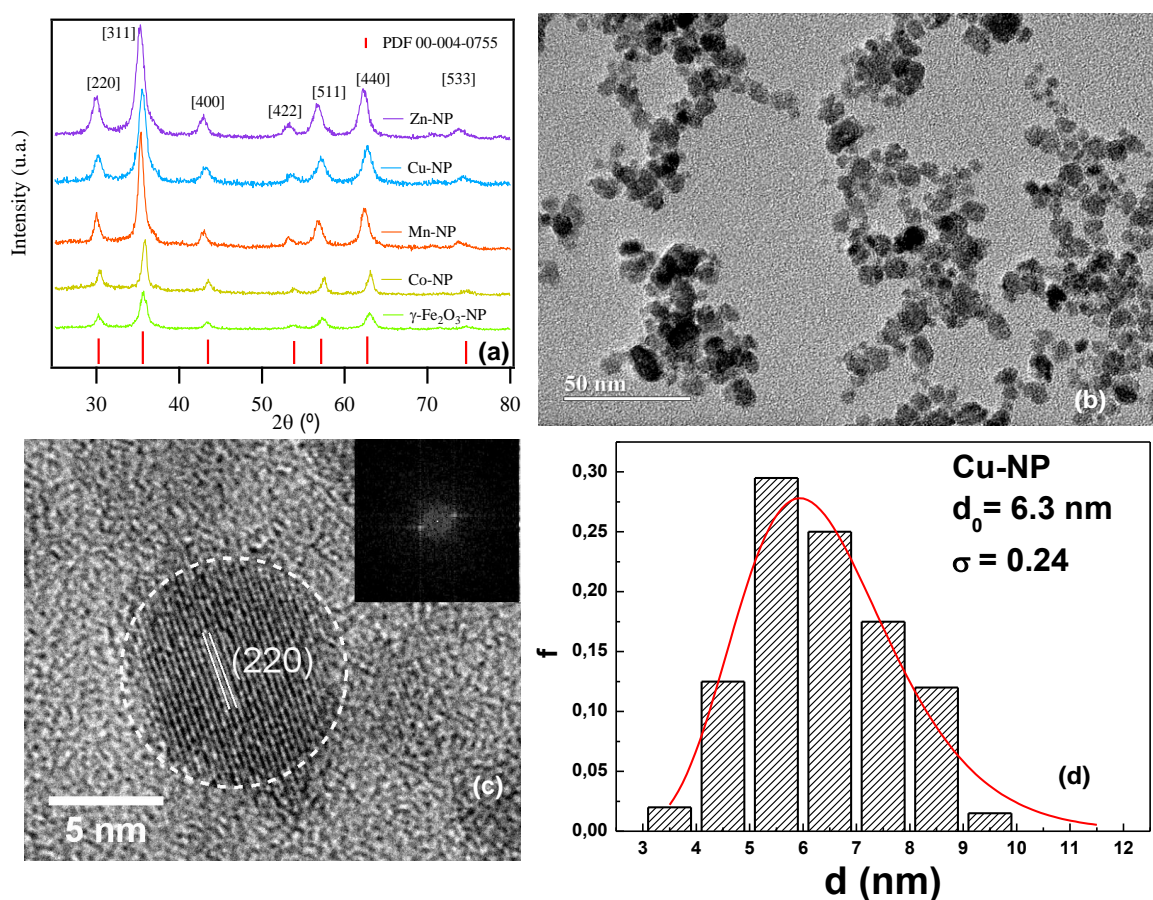 [311]
PDF 00-004-0755
[220]
[440]
[533]
[511]
[400]
[422]
Zn-NP
Cu-NP
Mn-NP
Co-NP
γ-Fe₂O₃-NP
(a)
Intensity (u.a.)
30 40 50 60 70 80
2θ (º)
50 nm
(b)
(220)
5 nm
(c)
Cu-NP
d₀= 6.3 nm
σ = 0.24
0,30
0,25
0,20
0,15
0,10
0,05
0,00
f
(d)
3 4 5 6 7 8 9 10 11 12
d (nm)